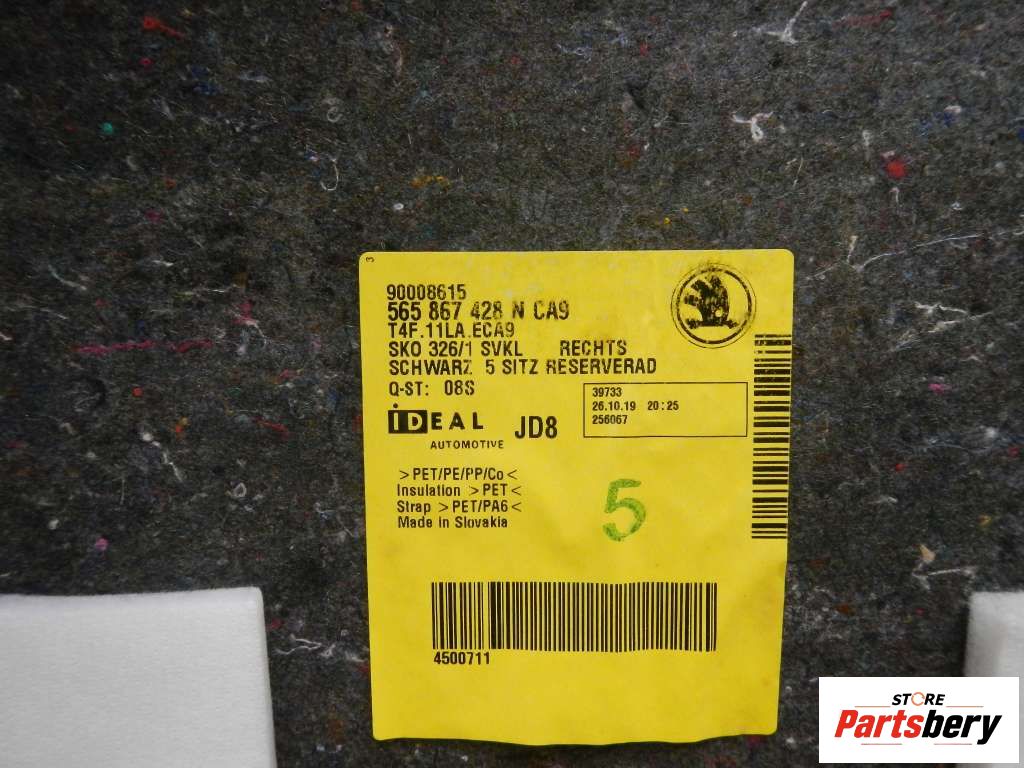 3
90008615
565 867 428 N CA9
T4F.11LA.ECA9
SKO 326/1 SVKL RECHTS
SCHWARZ 5 SITZ RESERVERAD
Q-ST: 08S
39733
26.10.19 20:25
256067
iDEAL
AUTOMOTIVE
JD8
>PET/PE/PP/Co<
Insulation >PET<
Strap >PET/PA6<
Made in Slovakia
5
4500711
STORE
Partsbery